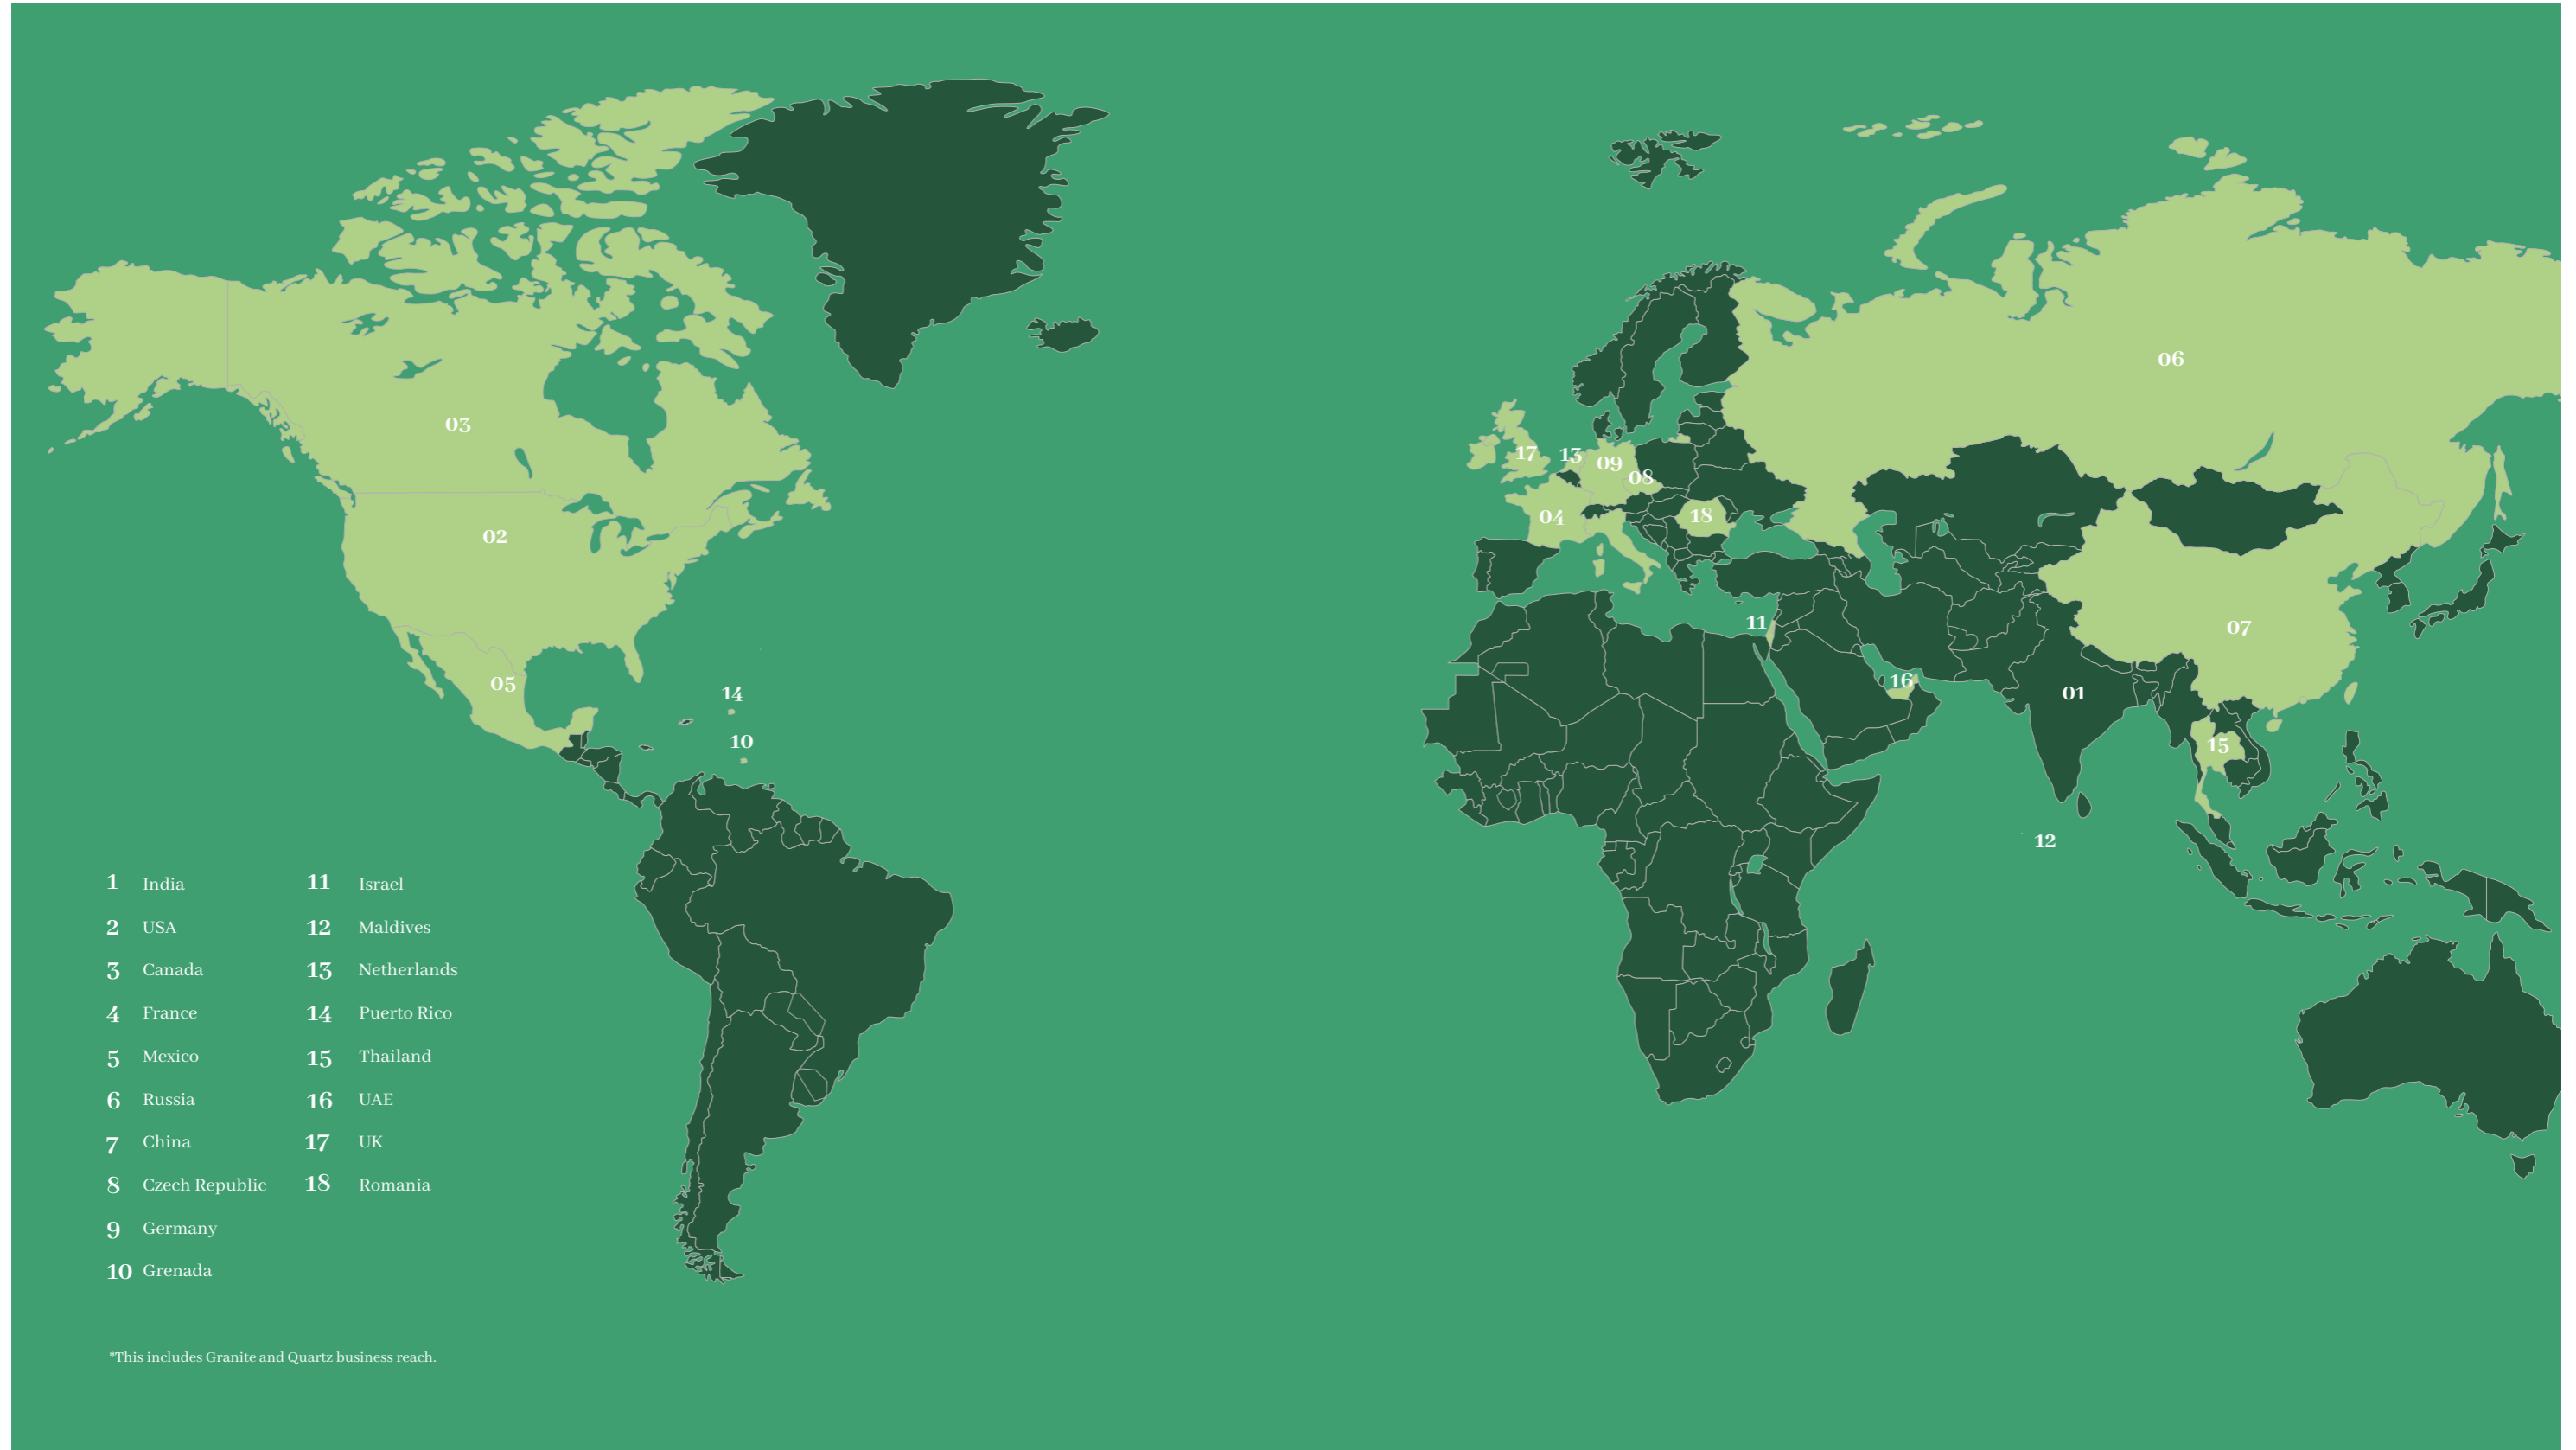 03
02
05
14
10
17
13
09
08
04
18
11
16
06
07
01
15
12
1 India
2 USA
3 Canada
4 France
5 Mexico
6 Russia
7 China
8 Czech Republic
9 Germany
10 Grenada
11 Israel
12 Maldives
13 Netherlands
14 Puerto Rico
15 Thailand
16 UAE
17 UK
18 Romania
*This includes Granite and Quartz business reach.